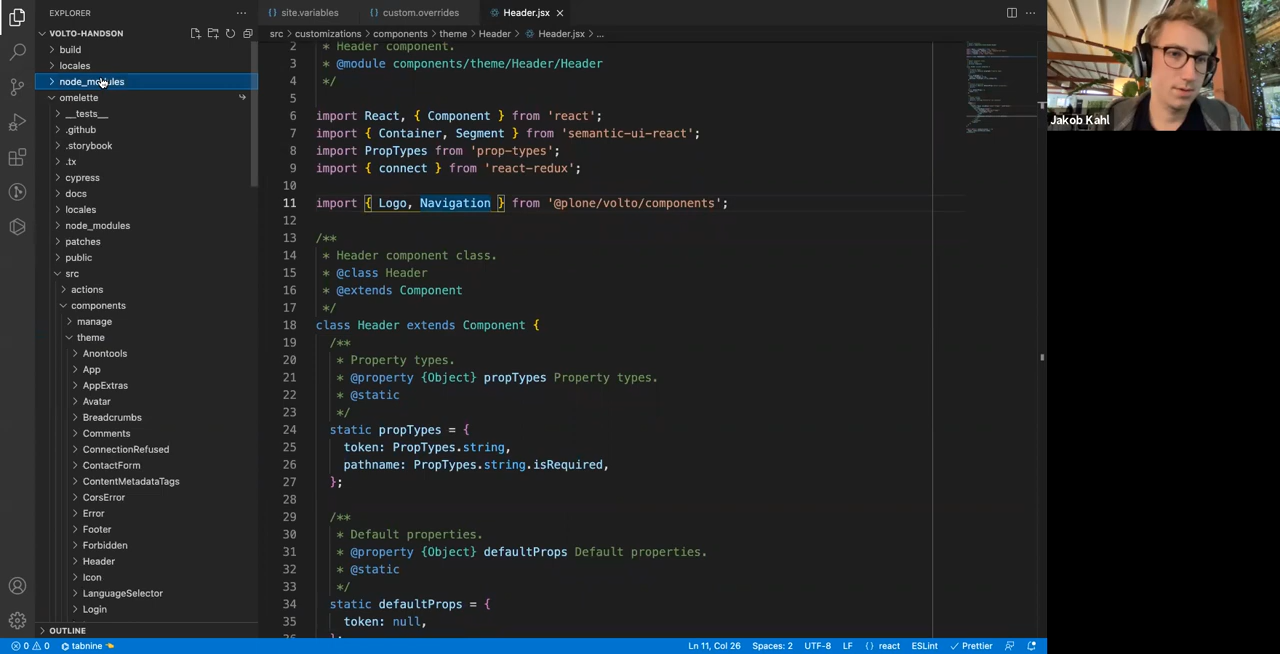 EXPLORER
VOLTO-HANDSON
build
locales
node_modules
omelette
__tests__
.github
.storybook
.tx
cypress
docs
locales
node_modules
patches
public
src
actions
components
manage
theme
Anontools
App
AppExtras
Avatar
Breadcrumbs
Comments
ConnectionRefused
ContactForm
ContentMetadataTags
CorsError
Error
Footer
Forbidden
Header
Icon
LanguageSelector
Login
OUTLINE
site.variables
custom.overrides
Header.jsx
src > customizations > components > theme > Header > Header.jsx > ...
2 * Header component.
3 * @module components/theme/Header/Header
4 */
5
6 import React, { Component } from 'react';
7 import { Container, Segment } from 'semantic-ui-react';
8 import PropTypes from 'prop-types';
9 import { connect } from 'react-redux';
10
11 import { Logo, Navigation } from '@plone/volto/components';
12
13 /**
14 * Header component class.
15 * @class Header
16 * @extends Component
17 */
18 class Header extends Component {
19 /**
20 * Property types.
21 * @property {Object} propTypes Property types.
22 * @static
23 */
24 static propTypes = {
25 token: PropTypes.string,
26 pathname: PropTypes.string.isRequired,
27 };
28
29 /**
30 * Default properties.
31 * @property {Object} defaultProps Default properties.
32 * @static
33 */
34 static defaultProps = {
35 token: null,
Jakob Kahl
0 0 tabnine
Ln 11, Col 26 Spaces: 2 UTF-8 LF {} react ESLint Prettier